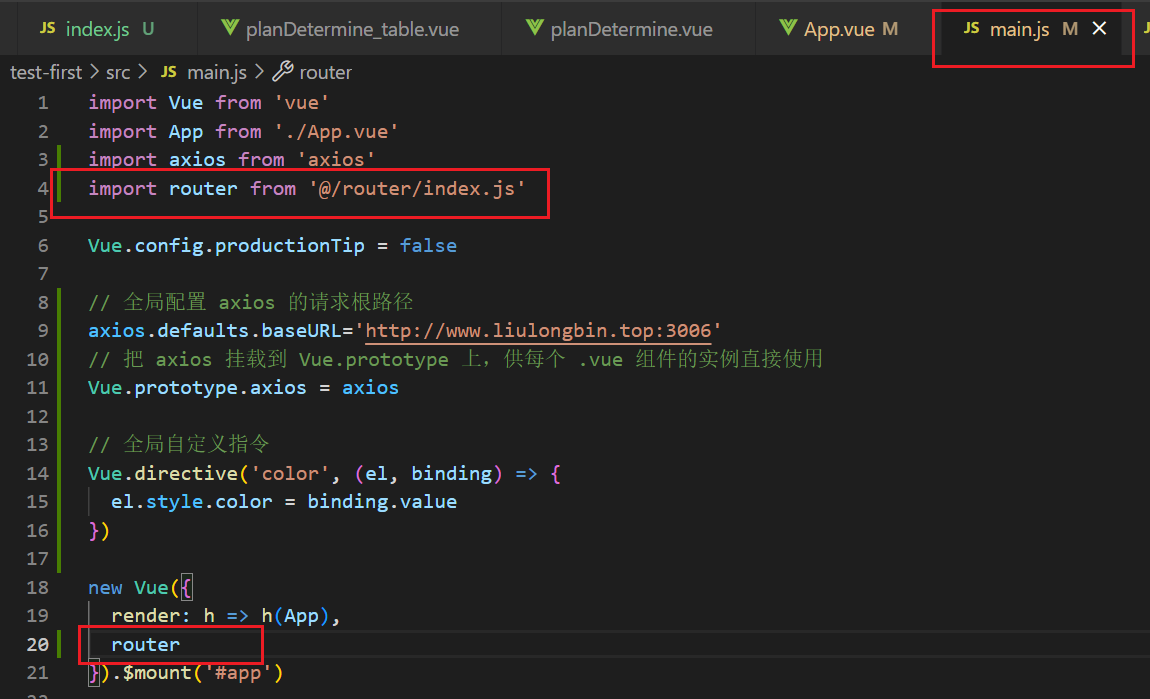 JS index.js U planDetermine_table.vue planDetermine.vue App.vue M JS main.js M ×
test-first > src > JS main.js > router
1 import Vue from 'vue'
2 import App from './App.vue'
3 import axios from 'axios'
4 import router from '@/router/index.js'
5
6 Vue.config.productionTip = false
7
8 // 全局配置 axios 的请求根路径
9 axios.defaults.baseURL='http://www.liulongbin.top:3006'
10 // 把 axios 挂载到 Vue.prototype 上，供每个 .vue 组件的实例直接使用
11 Vue.prototype.axios = axios
12
13 // 全局自定义指令
14 Vue.directive('color', (el, binding) => {
15 el.style.color = binding.value
16 })
17
18 new Vue({
19 render: h => h(App),
20 router
21 }).$mount('#app')